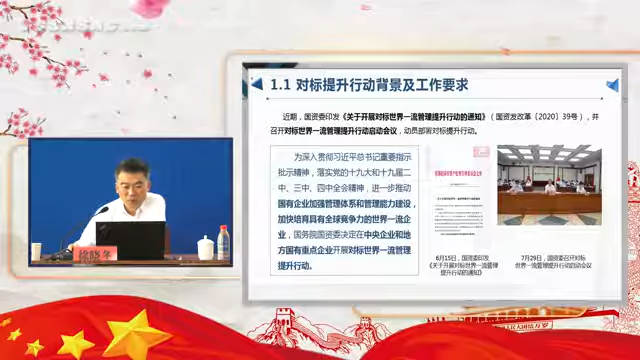 1.1 对标提升行动背景及工作要求
近期,国资委印发《关于开展对标世界一流管理提升行动的通知》(国资发改革〔2020〕39号),并
召开对标世界一流管理提升行动启动会议,动员部署对标提升行动。
为深入贯彻习近平总书记重要指示
批示精神,落实党的十九大和十九届二
中、三中、四中全会精神,进一步推动
国有企业加强管理体系和管理能力建设,
加快培育具有全球竞争力的世界一流企
业,国务院国资委决定在中央企业和地
方国有重点企业开展对标世界一流管理
提升行动。
6月15日,国资委印发
《关于开展对标世界一流管理
提升行动的通知》
7月29日,国资委召开对标
世界一流管理提升行动启动会议
徐晓冬